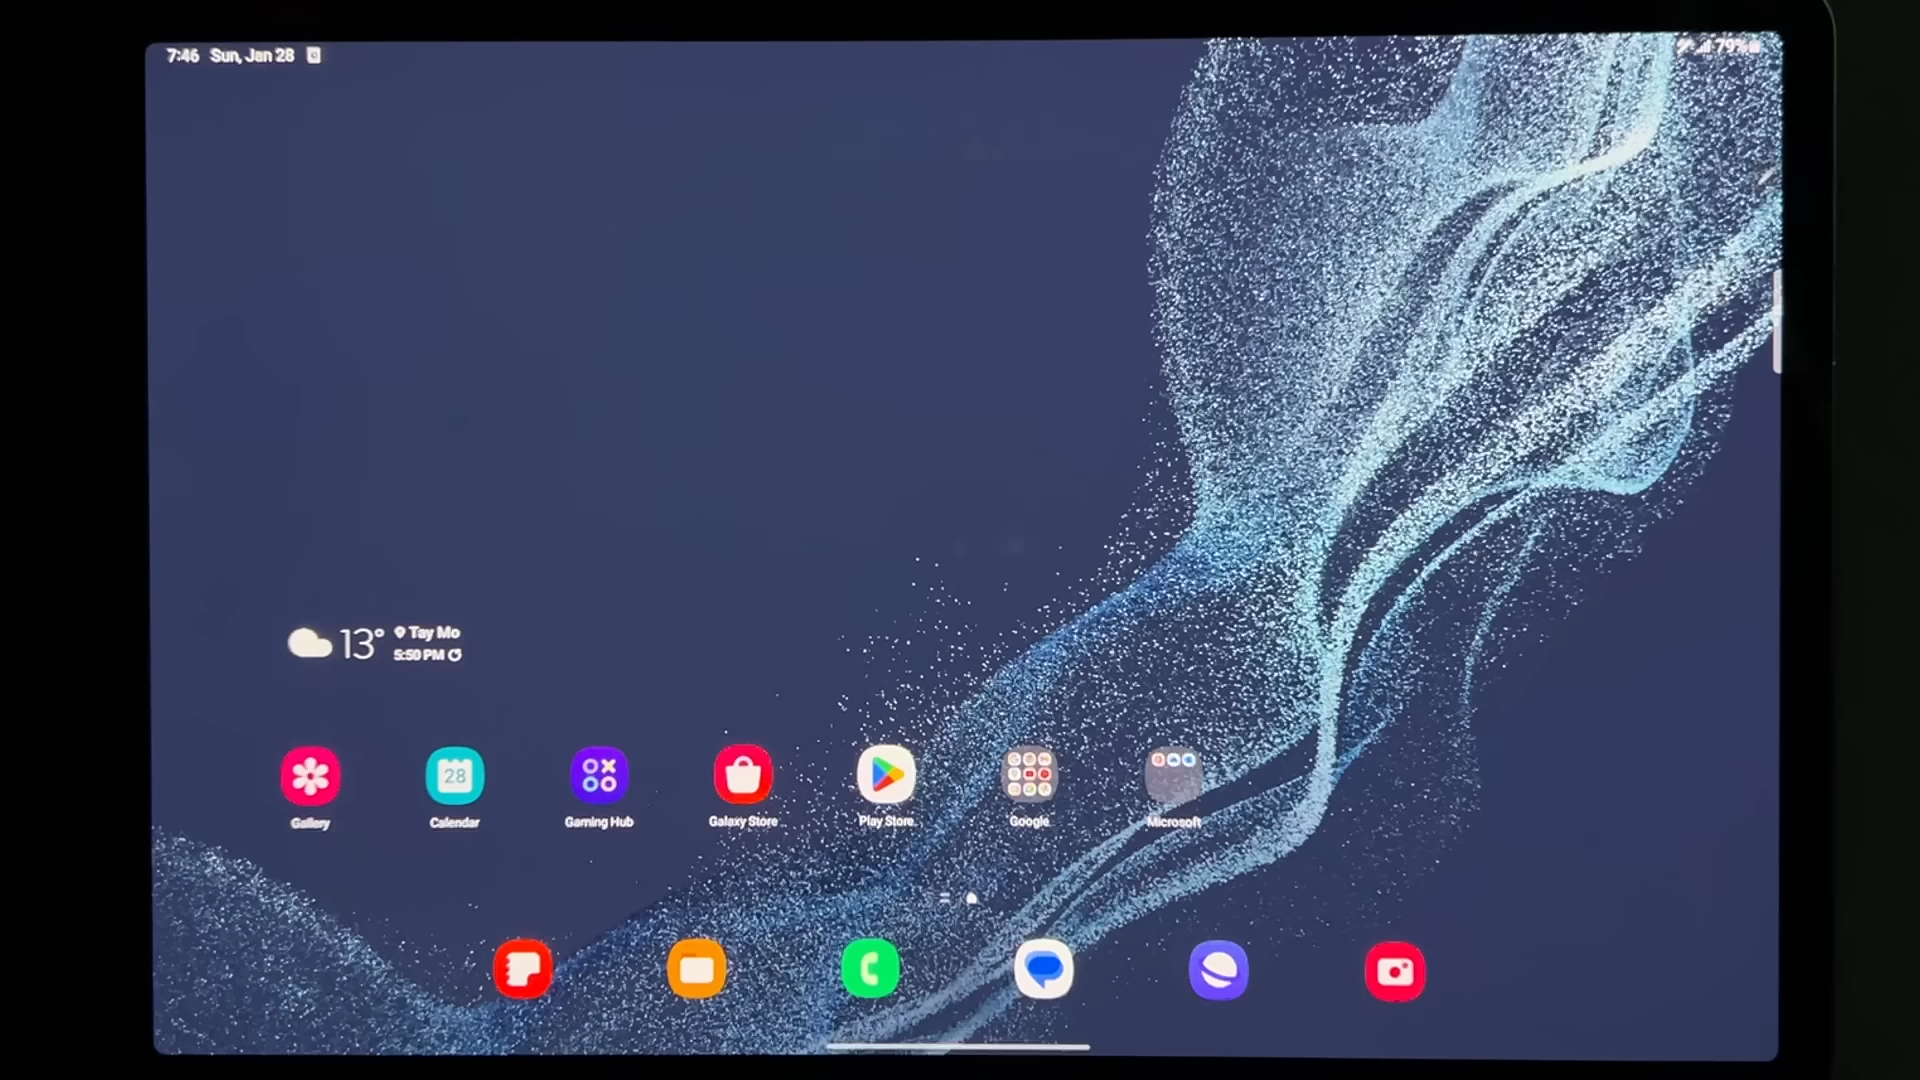 7:46 Sun, Jan 28
79%
13°
Tay Mo
5:50 PM
Gallery
28
Calendar
Gaming Hub
Galaxy Store
Play Store
Google
Microsoft